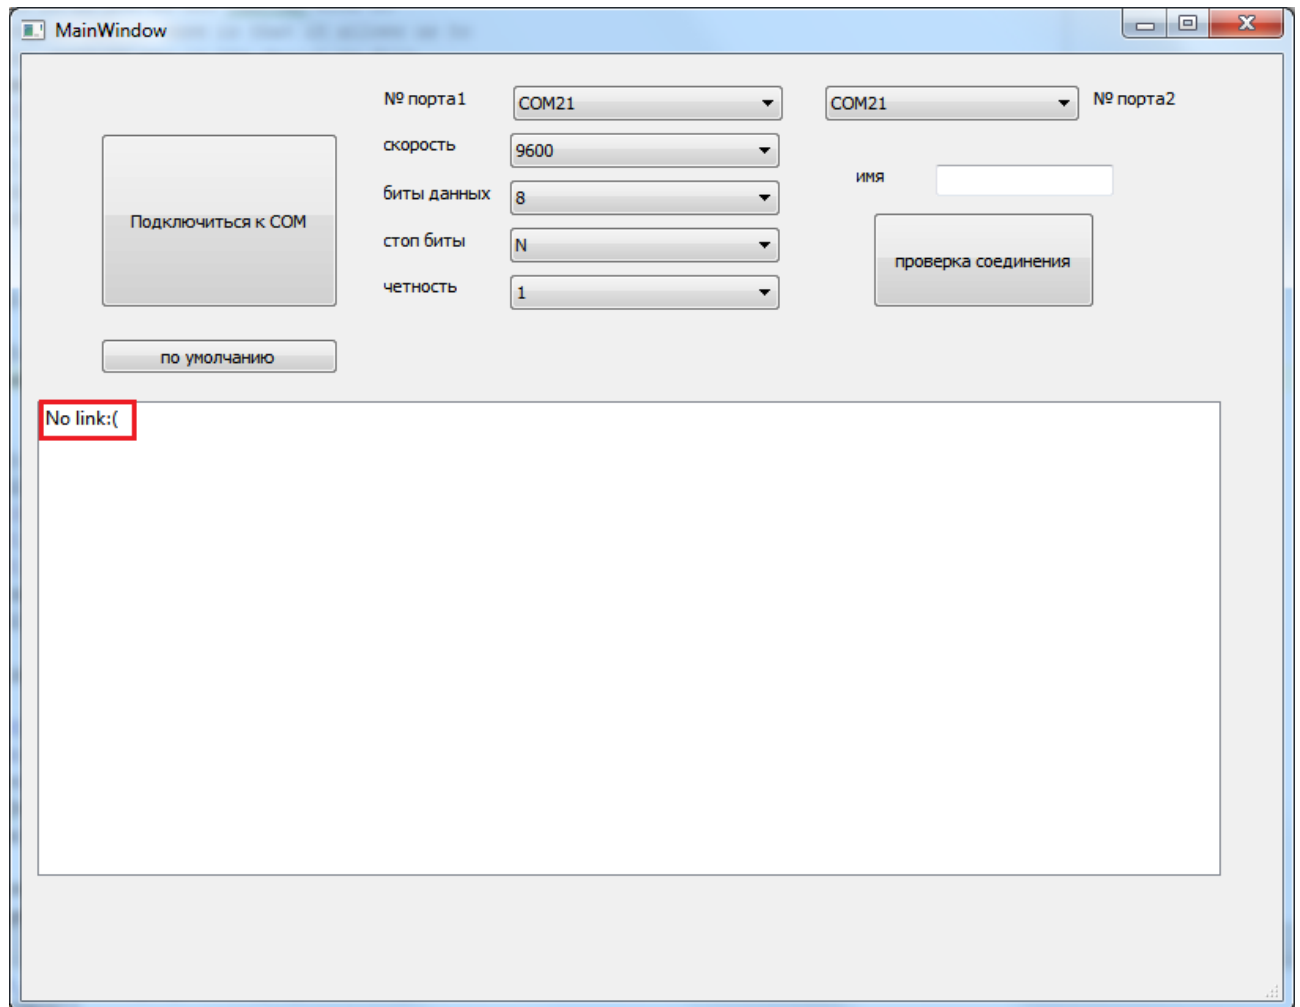 MainWindow
№ порта1
COM21
COM21
№ порта2
скорость
9600
имя
биты данных
8
Подключиться к COM
стоп биты
N
проверка соединения
четность
1
по умолчанию
No link:(